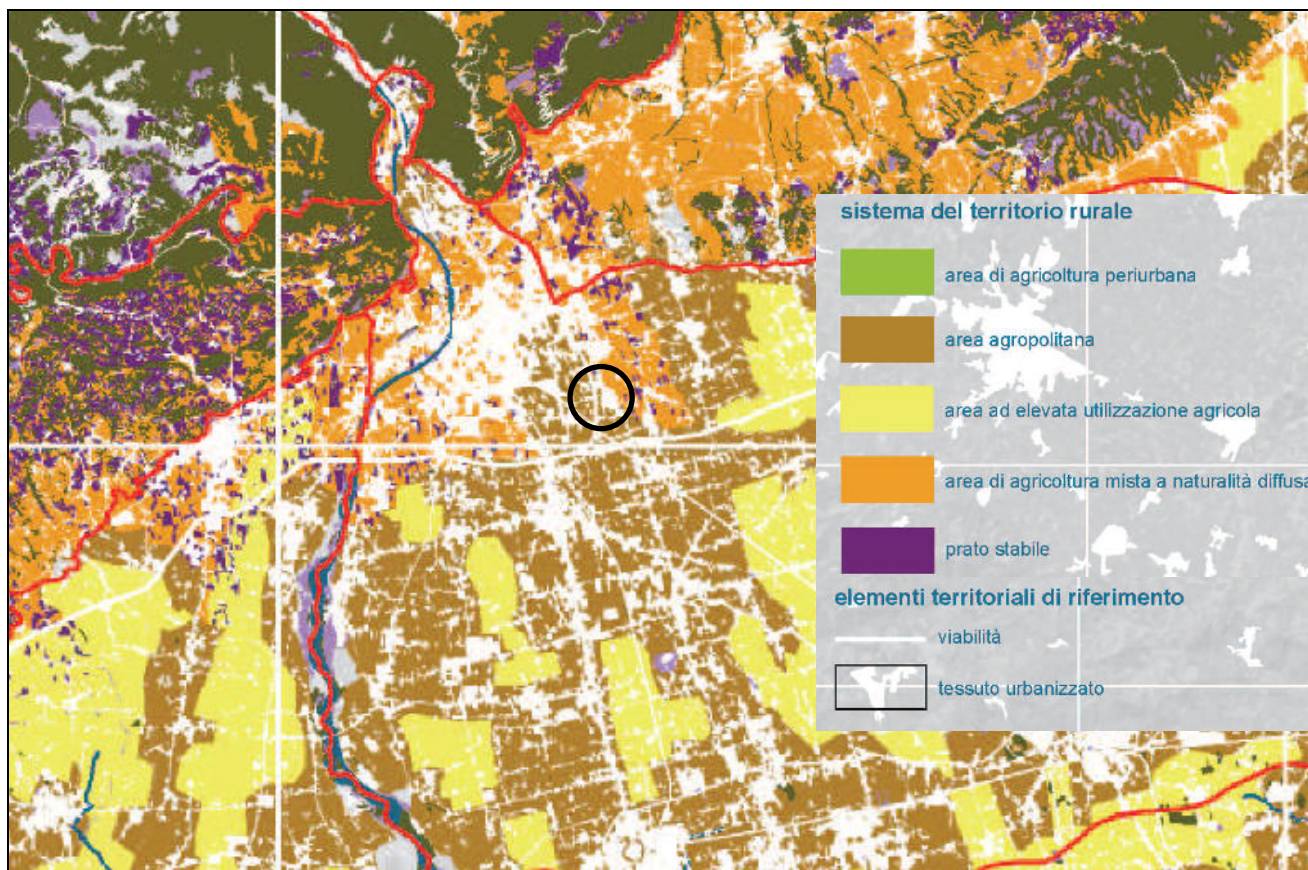 sistema del territorio rurale
area di agricoltura periurbana
area agropolitana
area ad elevata utilizzazione agricola
area di agricoltura mista a naturalità diffusa
prato stabile
elementi territoriali di riferimento
viabilità
tessuto urbanizzato